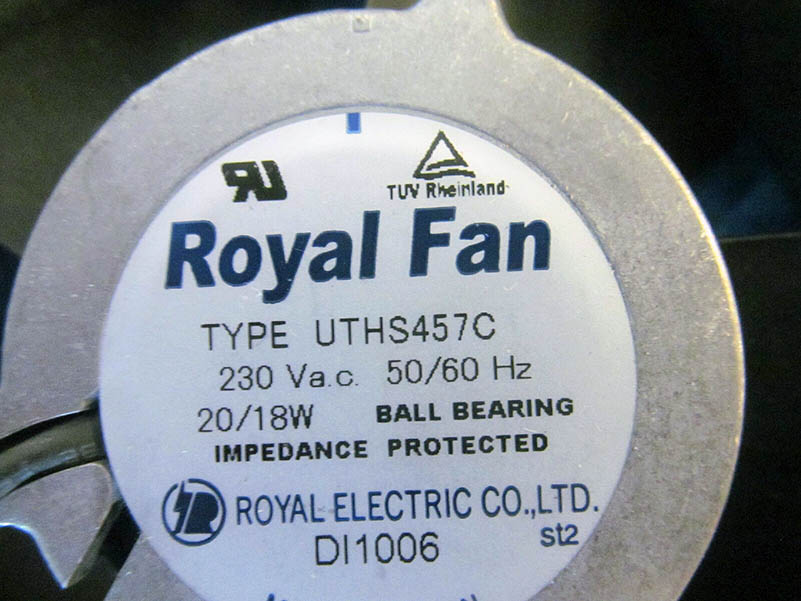 RU
TUV Rheinland
Royal Fan
TYPE UTHS457C
230 Va.c. 50/60 Hz
20/18W BALL BEARING
IMPEDANCE PROTECTED
ROYAL ELECTRIC CO.,LTD.
DI1006 st2